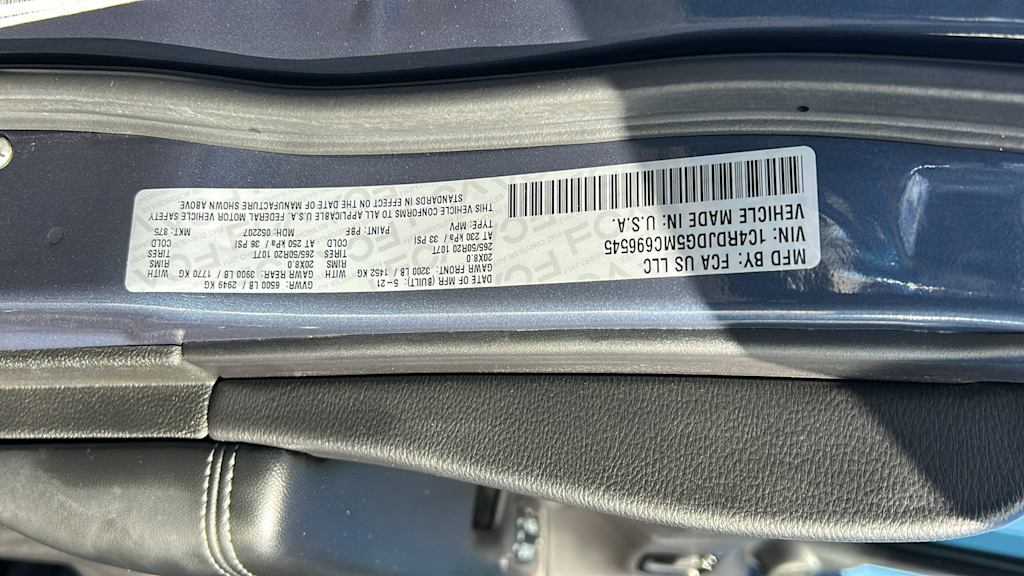 MFD BY: FCA US LLC
VIN: 1C4RDJDG5MC696545
VEHICLE MADE IN: U.S.A.
DATE OF MFR (BUILT): 5-21
GVWR: 6500 LB / 2949 KG
GAWR FRONT: 3200 LB / 1452 KG WITH
GAWR REAR: 3900 LB / 1770 KG WITH
20X8.0 RIMS
20X8.0 RIMS
265/50R20 107T TIRES
265/50R20 107T TIRES
AT 230 kPa / 33 PSI COLD
AT 250 kPa / 36 PSI COLD
TYPE: MPV PAINT: PBF MDH: 052207 MKT: 978
THIS VEHICLE CONFORMS TO ALL APPLICABLE U.S.A. FEDERAL MOTOR VEHICLE SAFETY
STANDARDS IN EFFECT ON THE DATE OF MANUFACTURE SHOWN ABOVE.